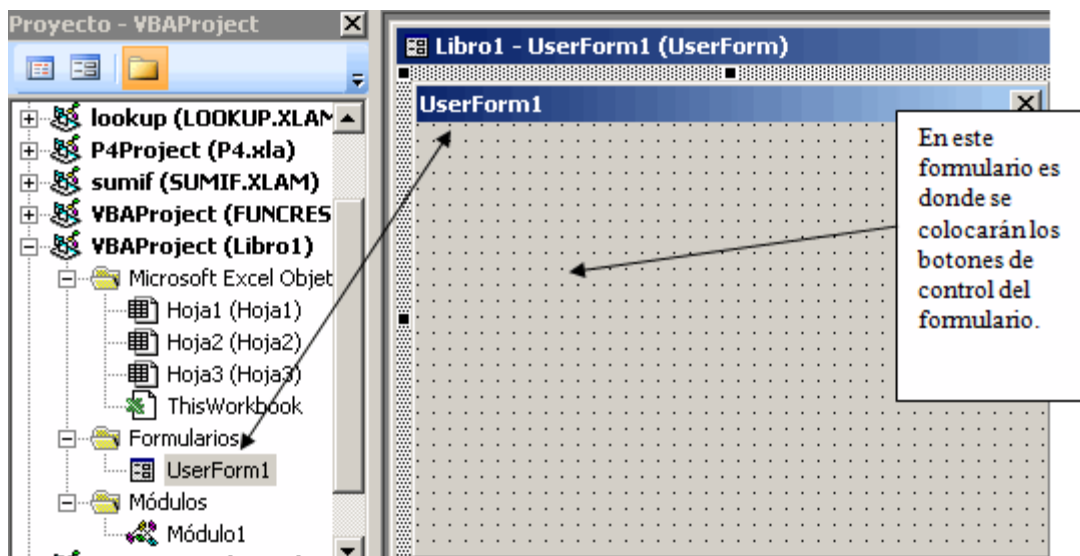 Proyecto - VBAProject
lookup (LOOKUP.XLAM
P4Project (P4.xla)
sumif (SUMIF.XLAM)
VBAProject (FUNCRES
VBAProject (Libro1)
Microsoft Excel Objet
Hoja1 (Hoja1)
Hoja2 (Hoja2)
Hoja3 (Hoja3)
ThisWorkbook
Formularios
UserForm1
Módulos
Módulo1
Libro1 - UserForm1 (UserForm)
UserForm1
En este
formulario es
donde se
colocarán los
botones de
control del
formulario.